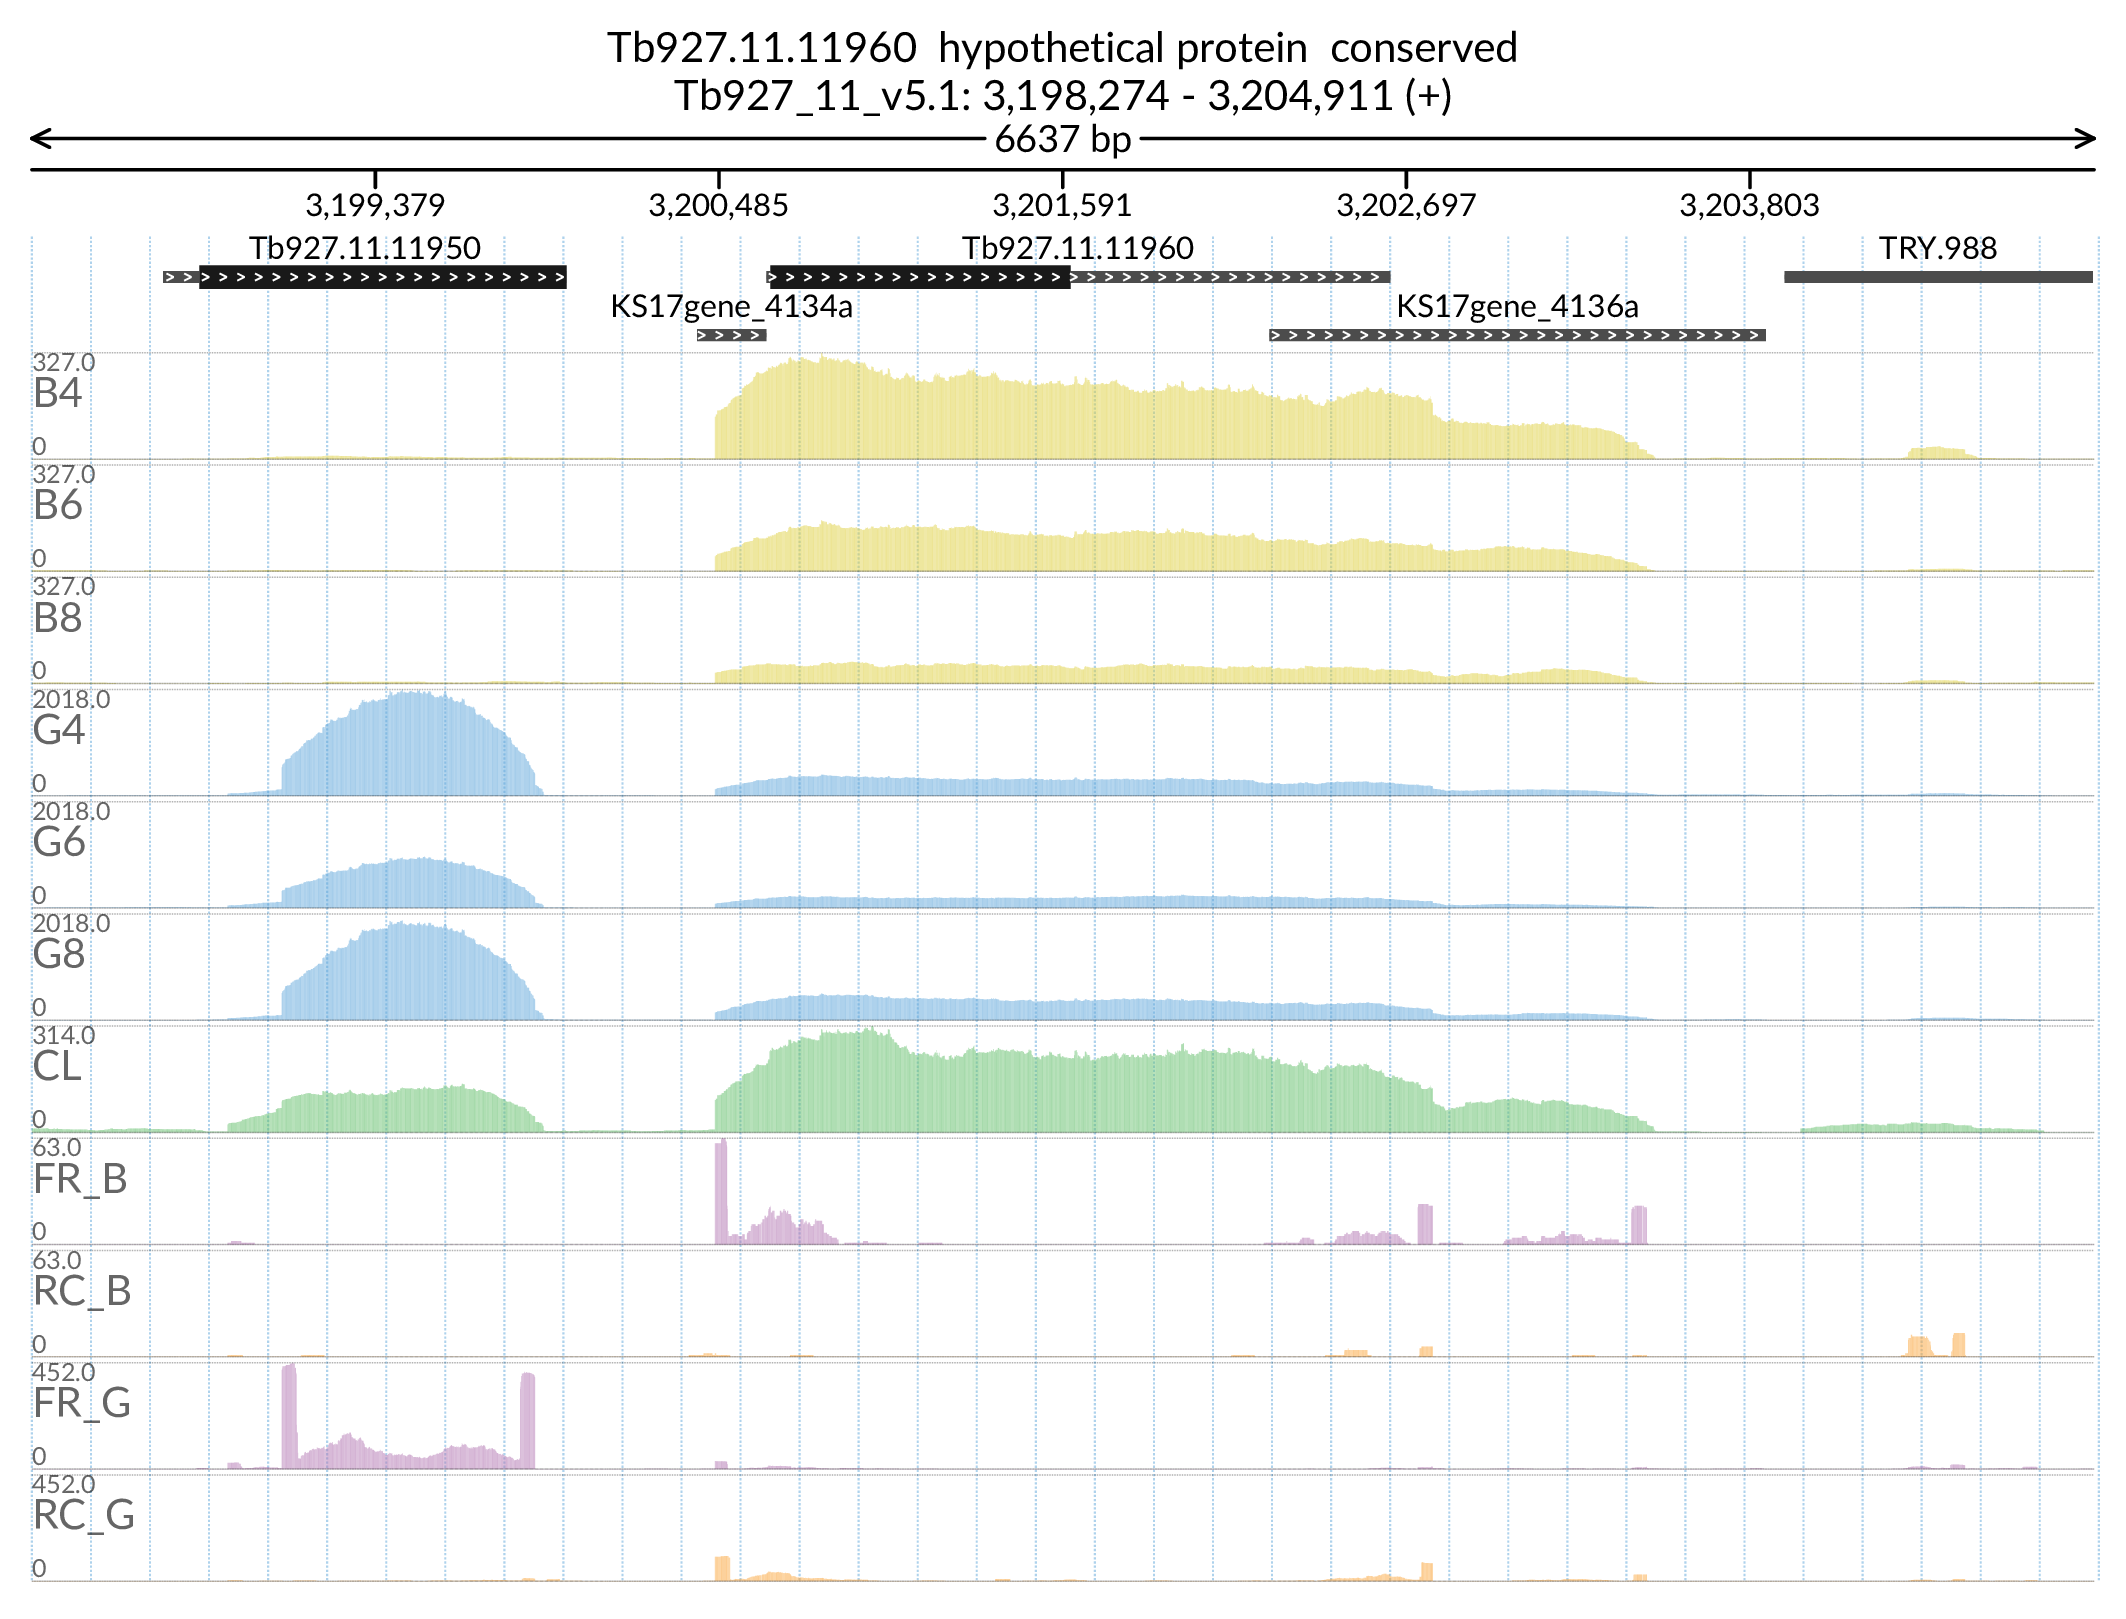 Tb927.11.11960 hypothetical protein conserved
Tb927_11_v5.1: 3,198,274 - 3,204,911 (+)
6637 bp
3,199,379 3,200,485 3,201,591 3,202,697 3,203,803
Tb927.11.11950 Tb927.11.11960 TRY.988
KS17gene_4134a KS17gene_4136a
327.0
B4
0
327.0
B6
0
327.0
B8
0
2018.0
G4
0
2018.0
G6
0
2018.0
G8
0
314.0
CL
0
63.0
FR_B
0
63.0
RC_B
0
452.0
FR_G
0
452.0
RC_G
0